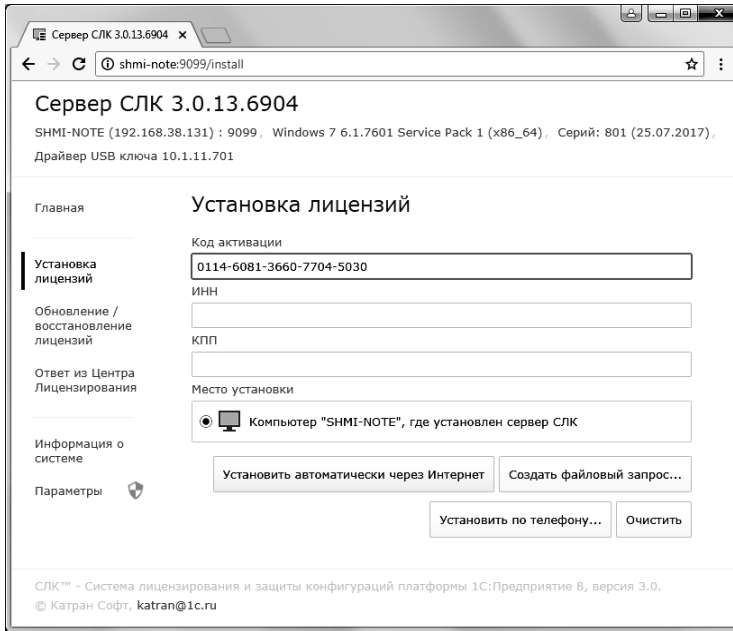 Сервер СЛК 3.0.13.6904
shmi-note:9099/install
Сервер СЛК 3.0.13.6904
SHMI-NOTE (192.168.38.131) : 9099, Windows 7 6.1.7601 Service Pack 1 (x86_64), Серий: 801 (25.07.2017),
Драйвер USB ключа 10.1.11.701
Главная
Установка
лицензий
Обновление /
восстановление
лицензий
Ответ из Центра
Лицензирования
Информация о
системе
Параметры
Установка лицензий
Код активации
0114-6081-3660-7704-5030
ИНН
КПП
Место установки
Компьютер "SHMI-NOTE", где установлен сервер СЛК
Установить автоматически через Интернет
Создать файловый запрос...
Установить по телефону...
Очистить
СЛК™ - Система лицензирования и защиты конфигураций платформы 1С:Предприятие 8, версия 3.0.
© Катран Софт, katran@1c.ru